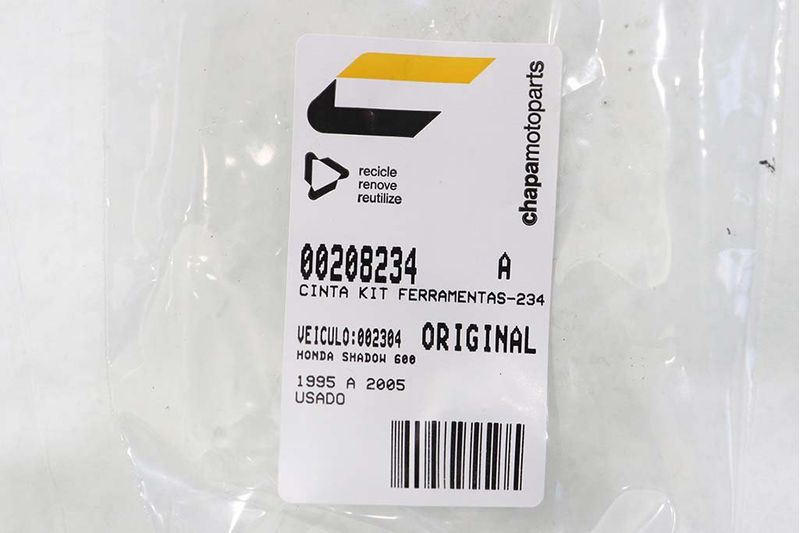 chapamotoparts
recicle
renove
reutilize
00208234 A
CINTA KIT FERRAMENTAS-234
VEICULO:002304 ORIGINAL
HONDA SHADOW 600
1995 A 2005
USADO